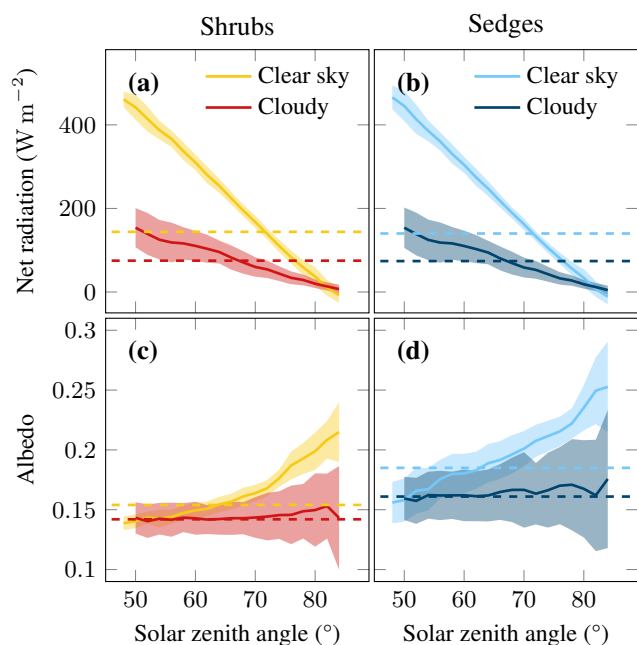 Shrubs
Sedges
(a)
Clear sky
Cloudy
(b)
Clear sky
Cloudy
Net radiation (W m−2)
400
200
0
(c)
(d)
Albedo
0.3
0.25
0.2
0.15
0.1
50 60 70 80
50 60 70 80
Solar zenith angle (°)
Solar zenith angle (°)